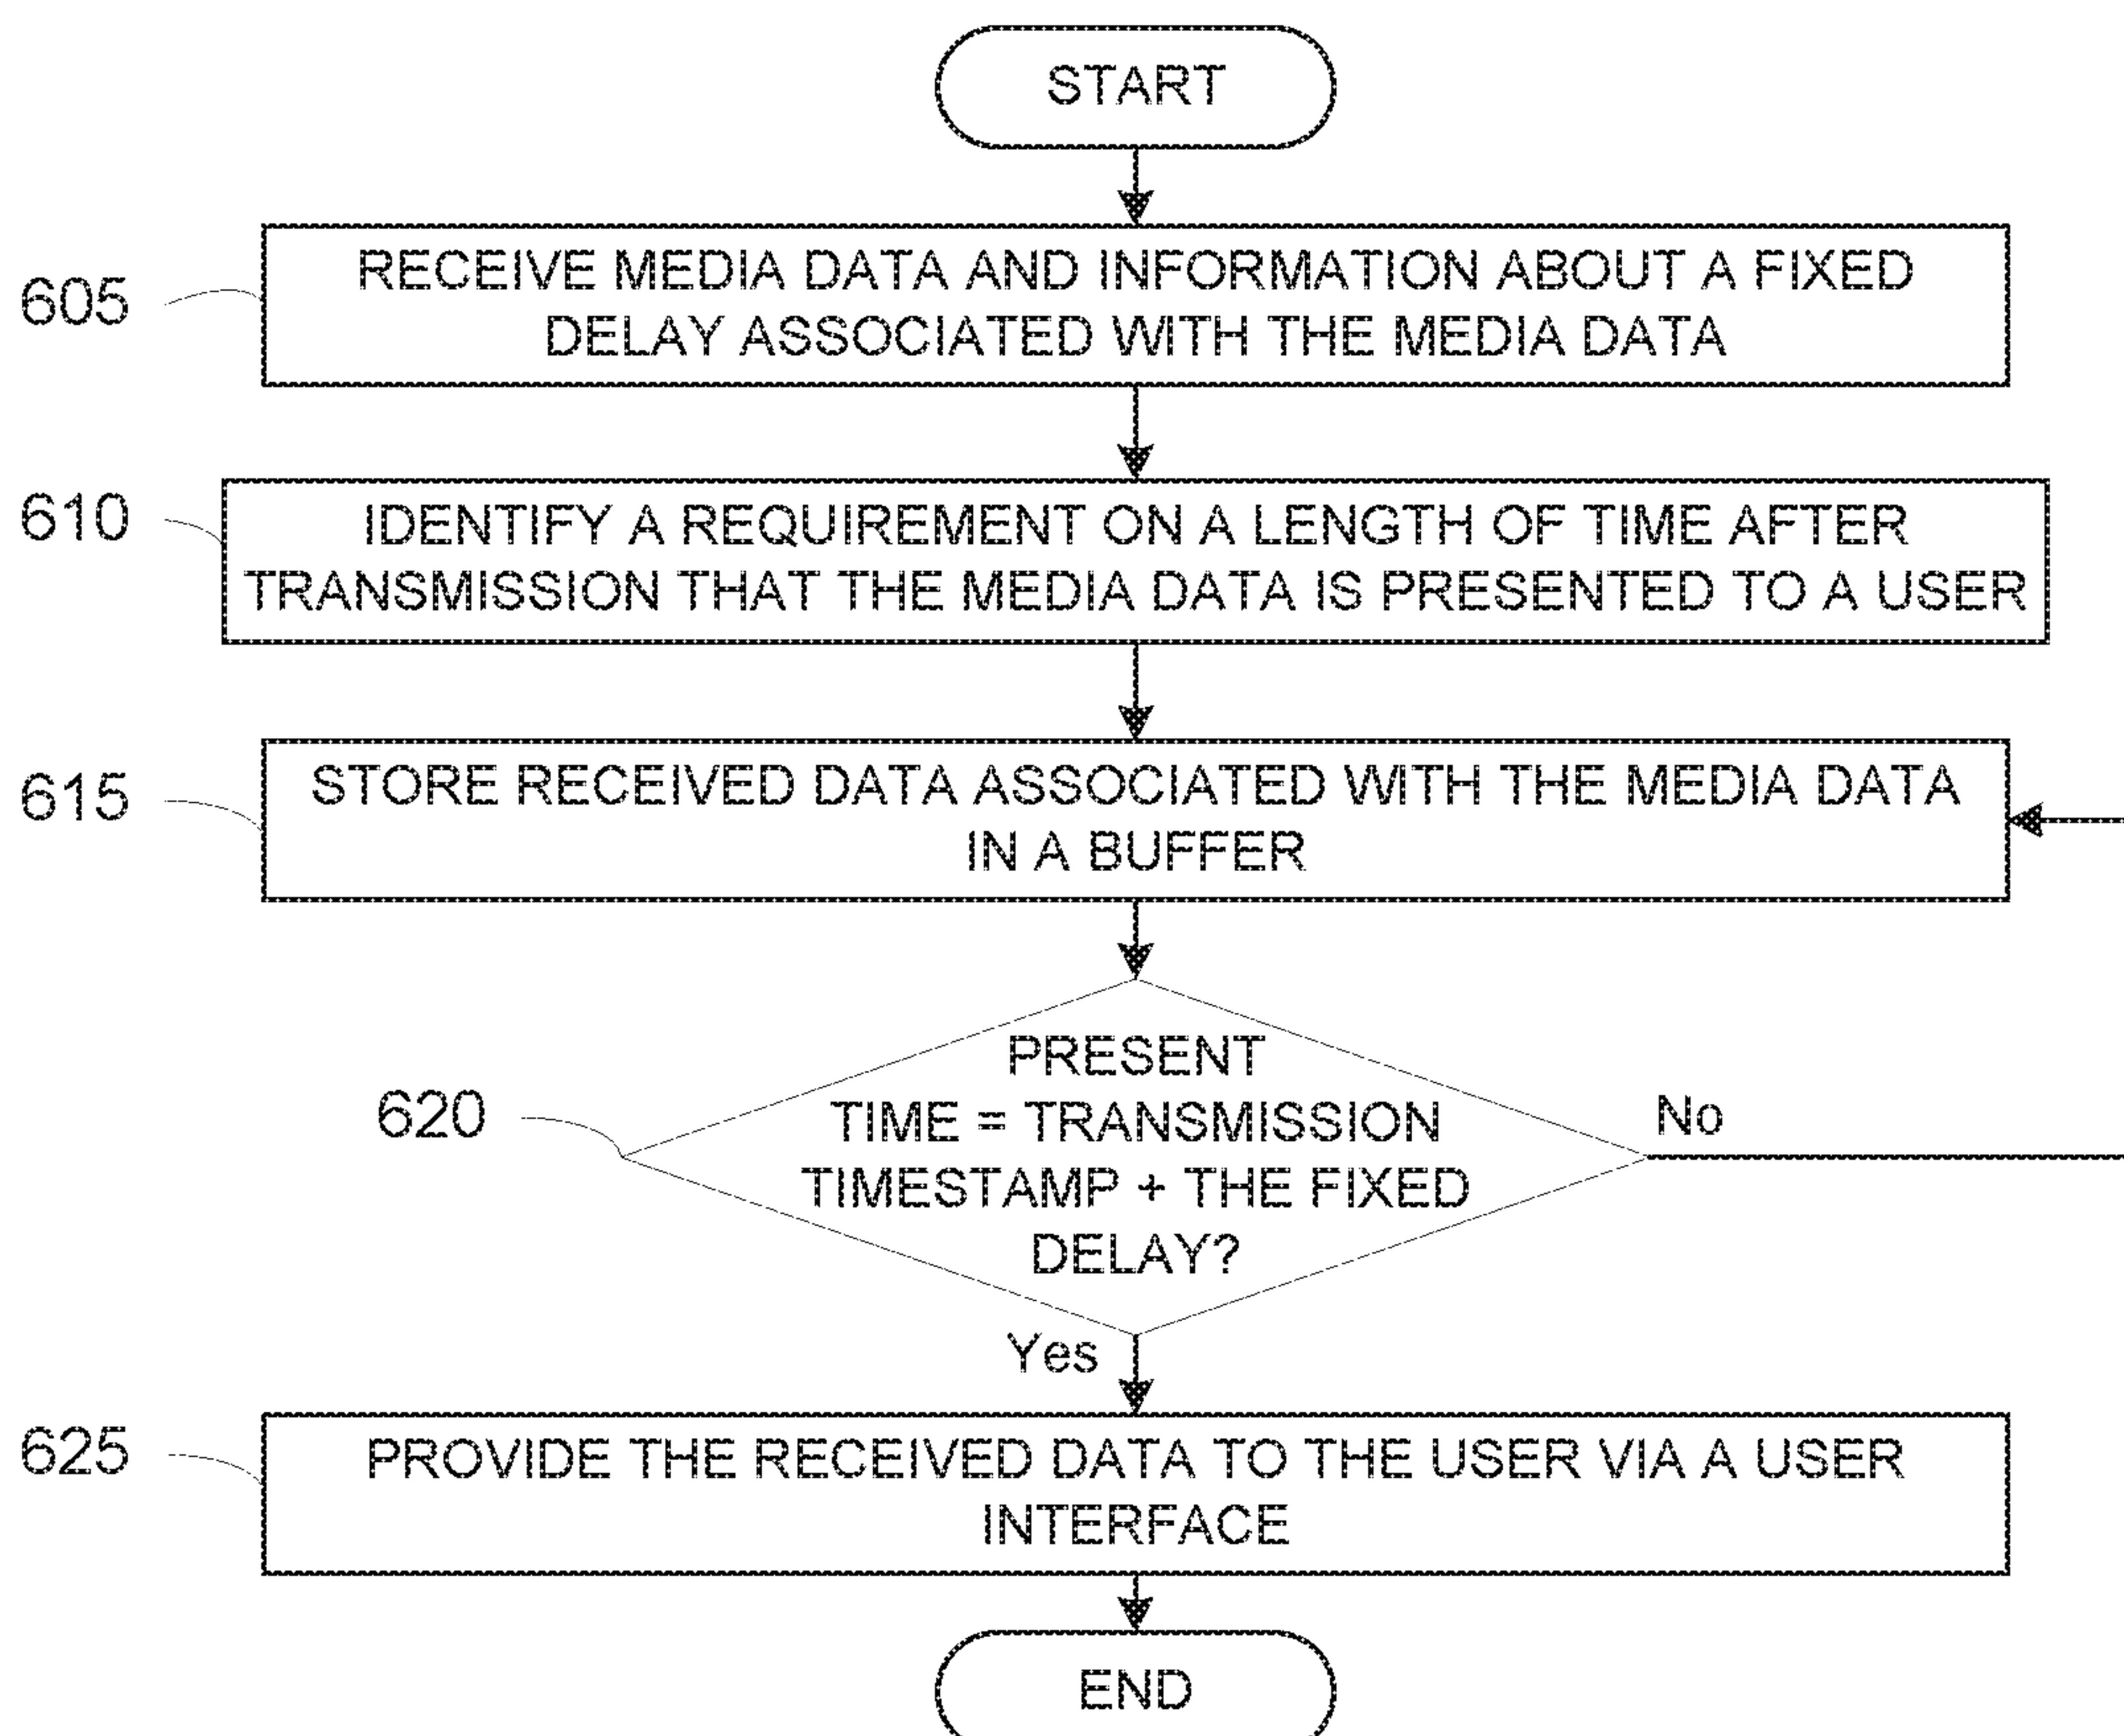 START
605
RECEIVE MEDIA DATA AND INFORMATION ABOUT A FIXED
DELAY ASSOCIATED WITH THE MEDIA DATA
610
IDENTIFY A REQUIREMENT ON A LENGTH OF TIME AFTER
TRANSMISSION THAT THE MEDIA DATA IS PRESENTED TO A USER
615
STORE RECEIVED DATA ASSOCIATED WITH THE MEDIA DATA
IN A BUFFER
620
PRESENT
TIME = TRANSMISSION
TIMESTAMP + THE FIXED
DELAY?
No
Yes
625
PROVIDE THE RECEIVED DATA TO THE USER VIA A USER
INTERFACE
END